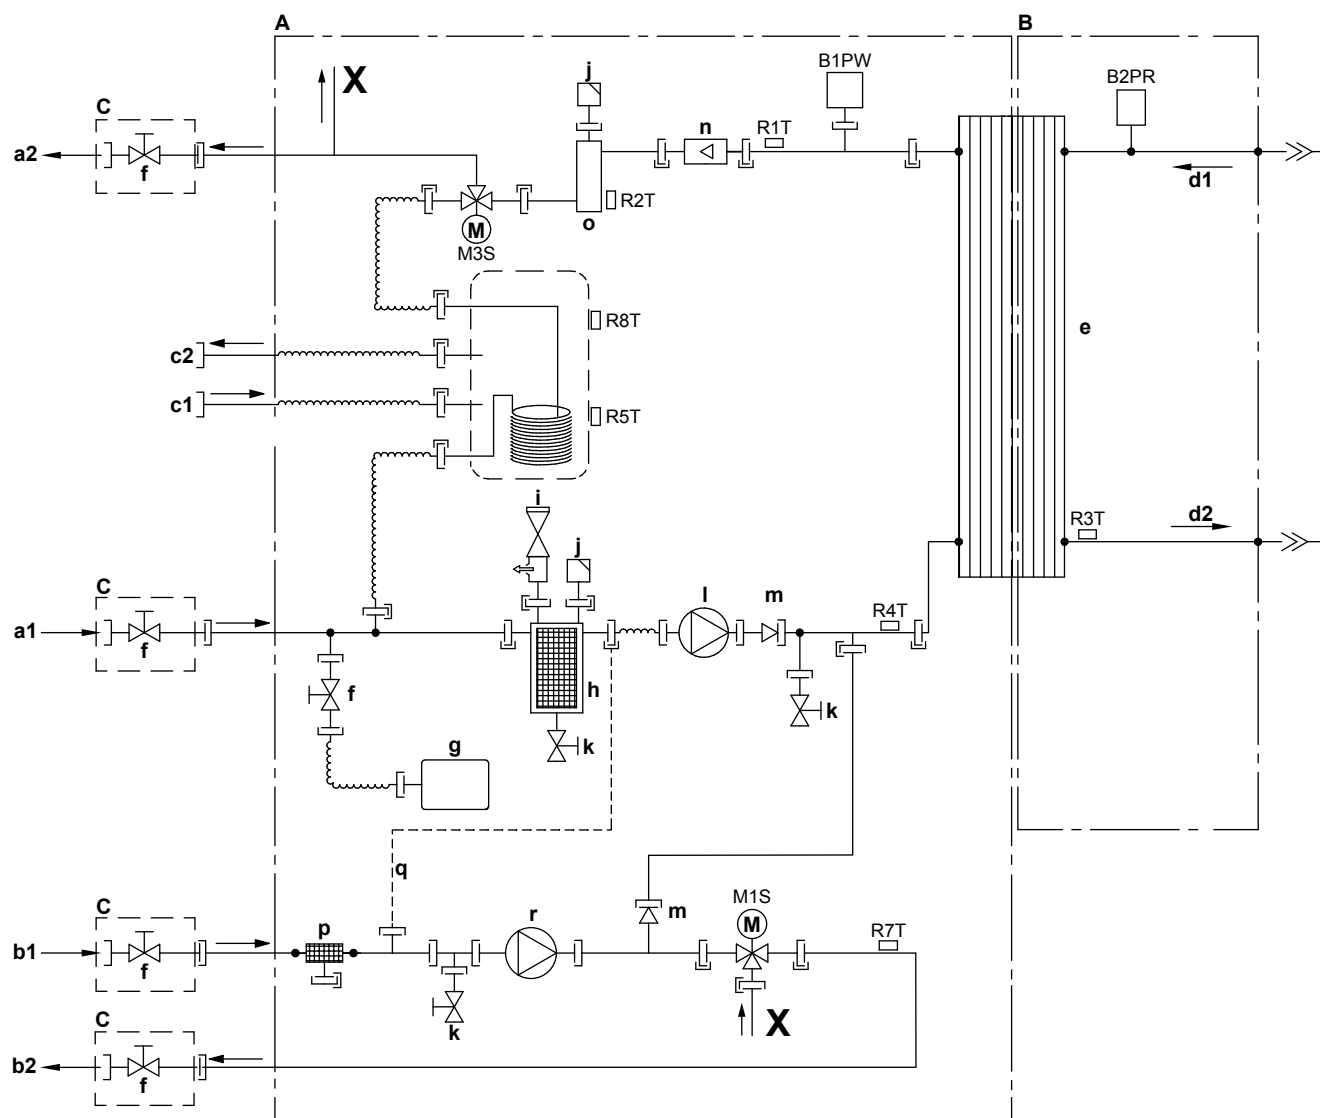 A
B
X
C
j
B1PW
B2PR
n
R1T
a2
f
d1
R2T
o
M
M3S
R8T
e
c2
c1
R5T
i
d2
R3T
j
C
l
m
R4T
a1
f
f
h
k
k
g
q
C
p
r
m
M1S
M
R7T
b1
f
k
X
C
b2
f